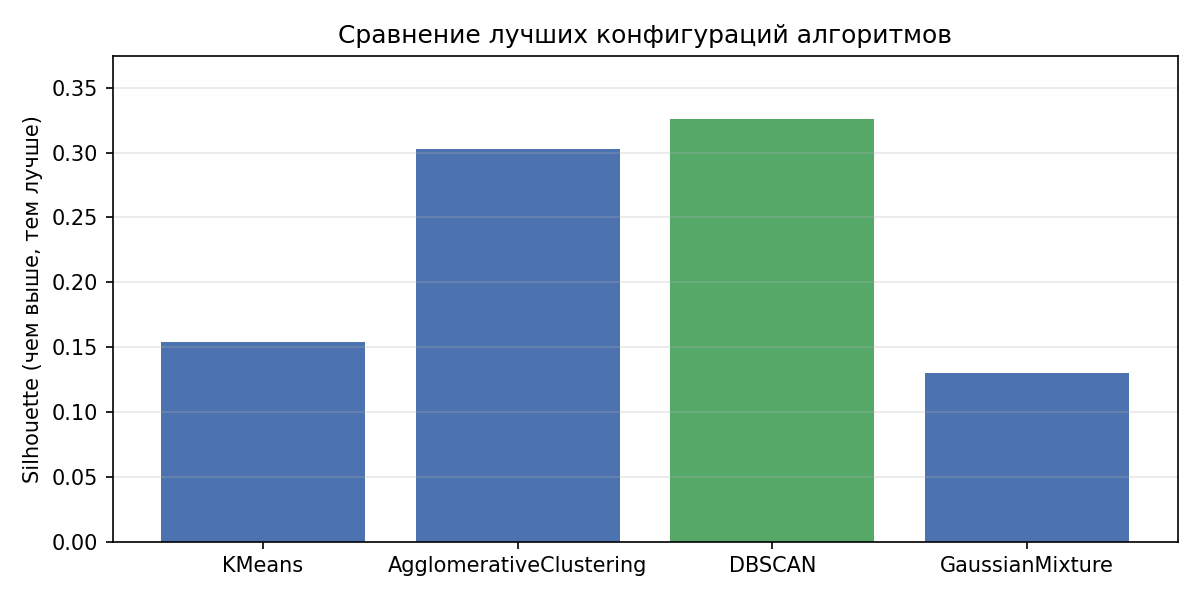 Сравнение лучших конфигураций алгоритмов
Silhouette (чем выше, тем лучше)
0.35
0.30
0.25
0.20
0.15
0.10
0.05
0.00
KMeans
AgglomerativeClustering
DBSCAN
GaussianMixture